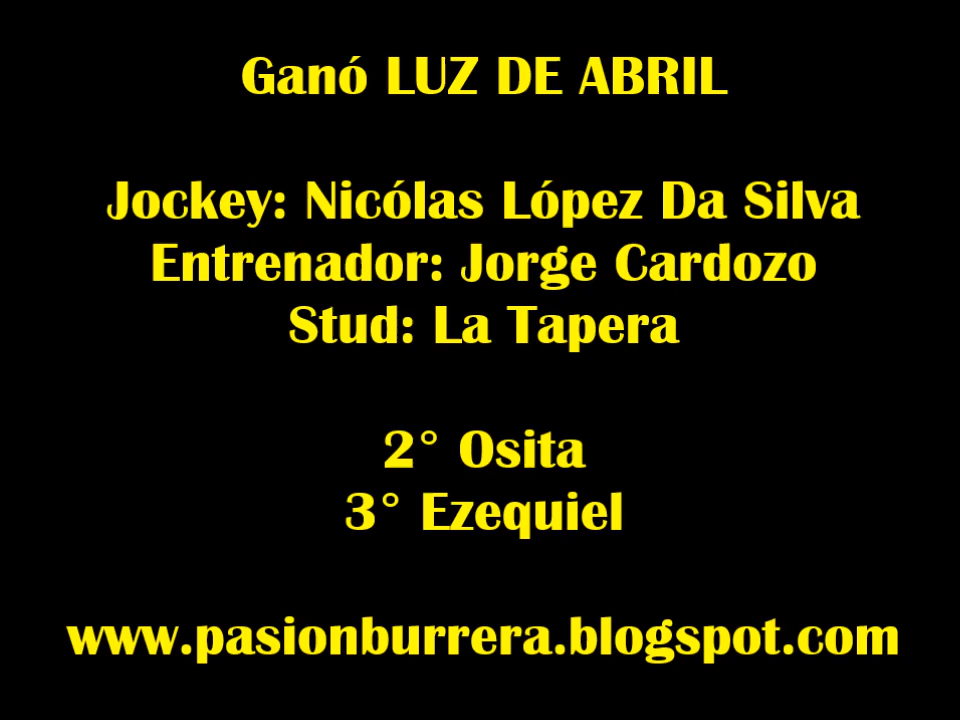 Ganó LUZ DE ABRIL
Jockey: Nicólas López Da Silva
Entrenador: Jorge Cardozo
Stud: La Tapera
2° Osita
3° Ezequiel
www.pasionburrera.blogspot.com